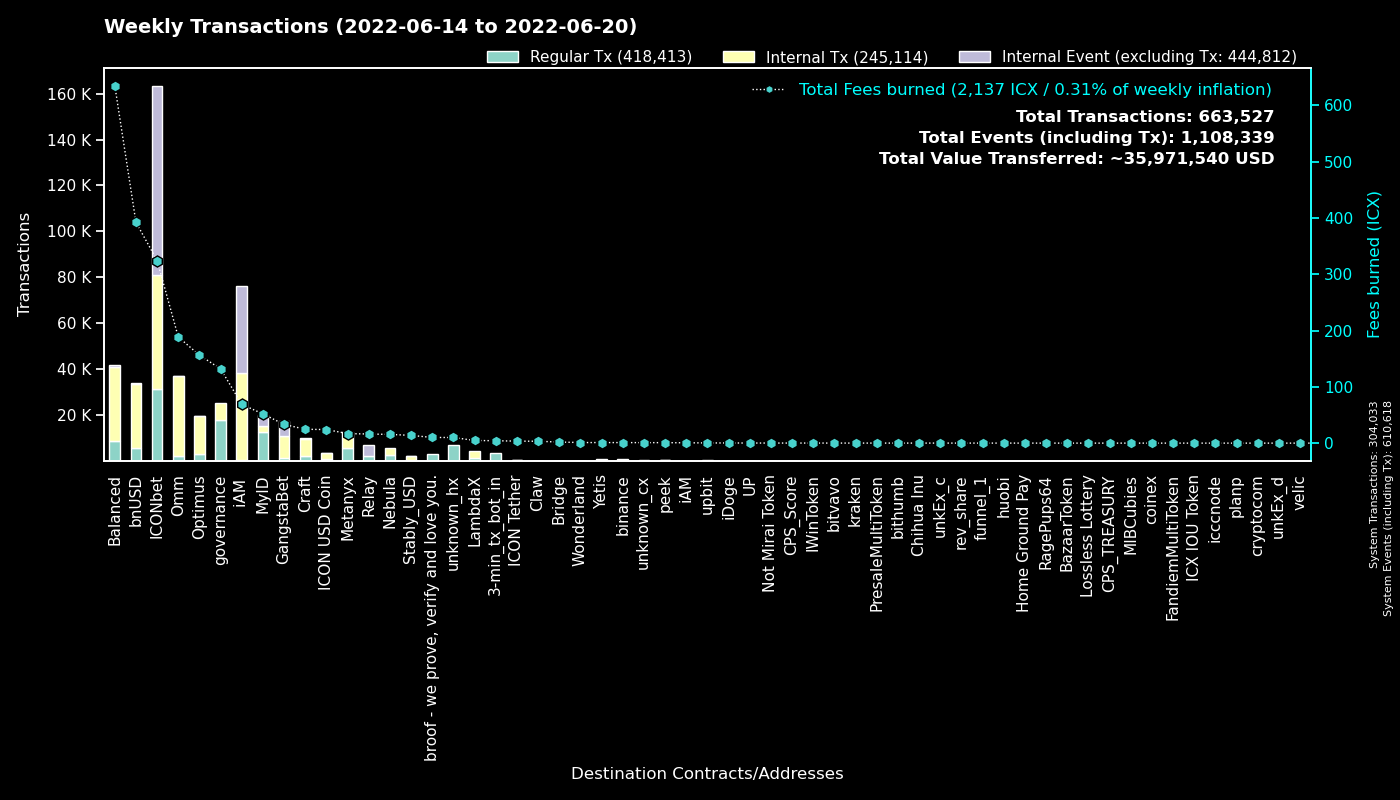 Weekly Transactions (2022-06-14 to 2022-06-20)
Regular Tx (418,413)
Internal Tx (245,114)
Internal Event (excluding Tx: 444,812)
Total Fees burned (2,137 ICX / 0.31% of weekly inflation)
Total Transactions: 663,527
Total Events (including Tx): 1,108,339
Total Value Transferred: ~35,971,540 USD
Transactions
160 K
140 K
120 K
100 K
80 K
60 K
40 K
20 K
600
500
400
300
200
100
0
Fees burned (ICX)
System Transactions: 304,033
System Events (including Tx): 610,618
Balanced
bnUSD
ICONbet
Omm
Optimus
governance
iAM
MyID
GangstaBet
Craft
ICON USD Coin
Metanyx
Relay
Nebula
Stably_USD
broof - we prove, verify and love you.
unknown_hx
LambdaX
3-min_tx_bot_in
ICON Tether
Claw
Bridge
Wonderland
Yetis
binance
unknown_cx
peek
iAM
upbit
iDoge
UP
Not Mirai Token
CPS_Score
IWinToken
bitvavo
kraken
PresaleMultiToken
bithumb
Chihua Inu
unkEx_c
rev_share
funnel_1
huobi
Home Ground Pay
RagePups64
BazaarToken
Lossless Lottery
CPS_TREASURY
MIBCubies
coinex
FandiemMultiToken
ICX IOU Token
iccnode
planp
cryptocom
unkEx_d
velic
Destination Contracts/Addresses